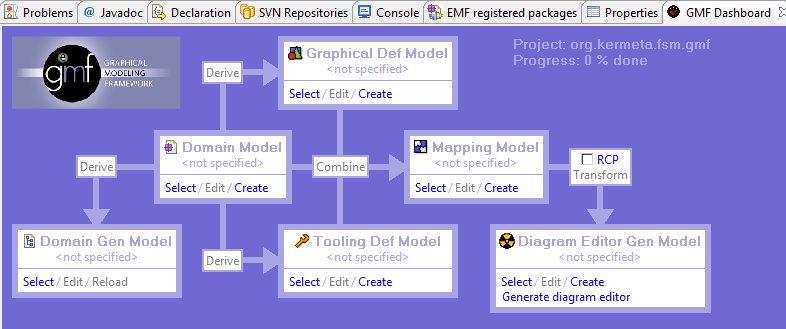 Problems @ Javadoc Declaration SVN Repositories Console EMF registered packages Properties GMF Dashboard
gmf GRAPHICAL
MODELING
FRAMEWORK
Project: org.kermeta.fsm.gmf
Progress: 0 % done
Graphical Def Model
<not specified>
Select / Edit / Create
Derive
Domain Model
<not specified>
Select / Edit / Create
Derive
Combine
Mapping Model
<not specified>
Select / Edit / Create
RCP
Transform
Domain Gen Model
<not specified>
Select / Edit / Reload
Derive
Tooling Def Model
<not specified>
Select / Edit / Create
Diagram Editor Gen Model
<not specified>
Select / Edit / Create
Generate diagram editor